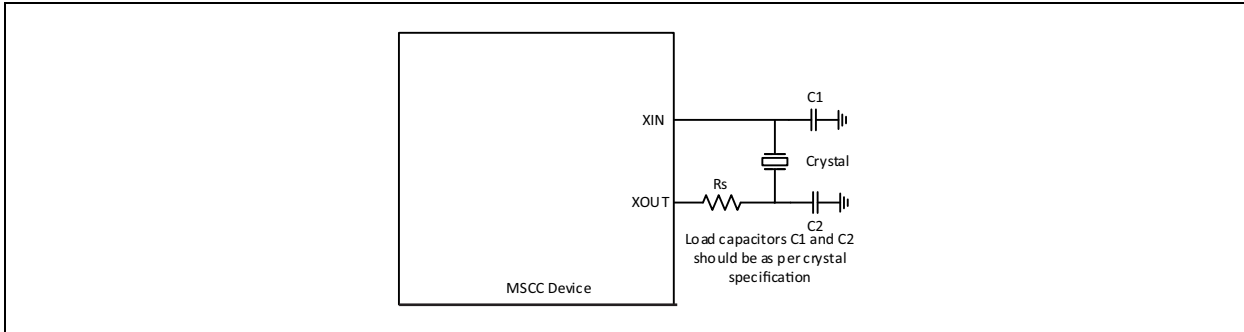 C1
XIN
Crystal
Rs
XOUT
C2
Load capacitors C1 and C2
should be as per crystal
specification
MSCC Device